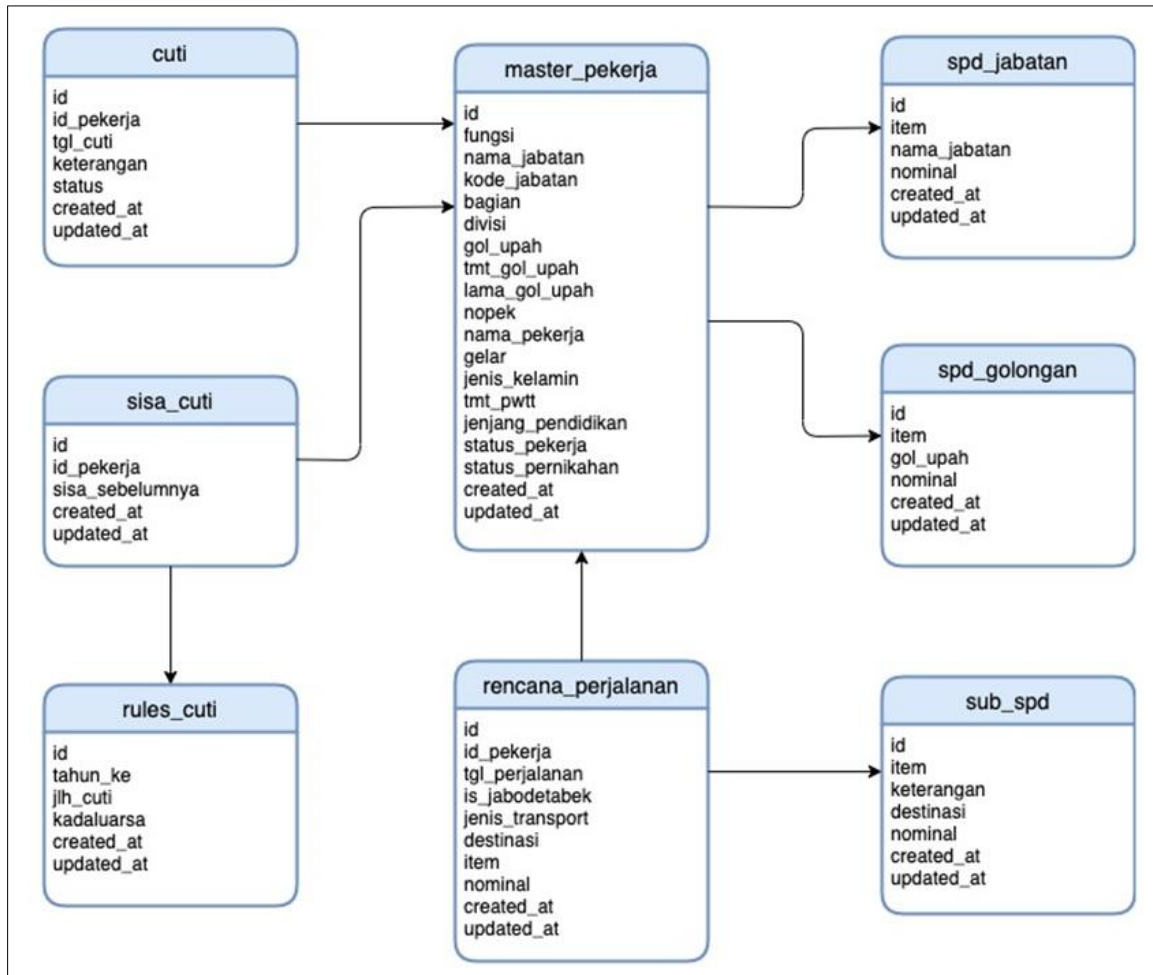 cuti
id
id_pekerja
tgl_cuti
keterangan
status
created_at
updated_at
master_pekerja
id
fungsi
nama_jabatan
kode_jabatan
bagian
divisi
gol_upah
tmt_gol_upah
lama_gol_upah
nopek
nama_pekerja
gelar
jenis_kelamin
tmt_pwtt
jenjang_pendidikan
status_pekerja
status_pernikahan
created_at
updated_at
spd_jabatan
id
item
nama_jabatan
nominal
created_at
updated_at
sisa_cuti
id
id_pekerja
sisa_sebelumnya
created_at
updated_at
spd_golongan
id
item
gol_upah
nominal
created_at
updated_at
rules_cuti
id
tahun_ke
jlh_cuti
kadaluarsa
created_at
updated_at
rencana_perjalanan
id
id_pekerja
tgl_perjalanan
is_jabodetabek
jenis_transport
destinasi
item
nominal
created_at
updated_at
sub_spd
id
item
keterangan
destinasi
nominal
created_at
updated_at